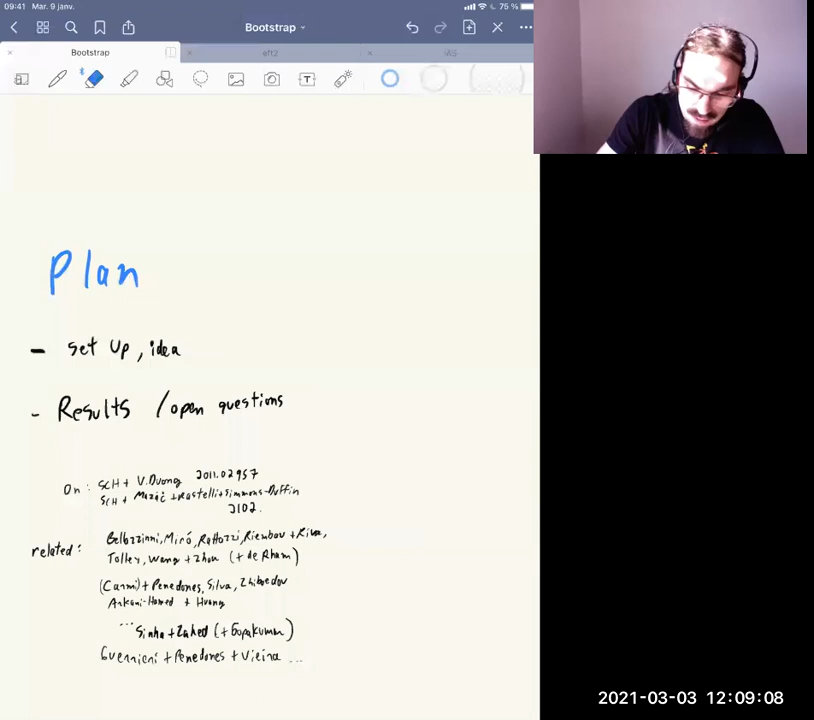 09:41 Mar. 9 janv.
75 %
Bootstrap
Bootstrap
eft2
IAS
Plan
- set up, idea
- Results / open questions
On: SCH + V. Duong 2011.02957
SCH + Mazáč + Rastelli + Simmons-Duffin
2102.
related: Bellazzini, Miró, Rattazzi, Riembau + Riva,
Tolley, Wang + Zhou (+ de Rham)
(Caron) + Penedones, Silva, Zhiboedov
Arkani-Hamed + Huang
... Sinha + Zahed (+ Gopakumar)
Guerrieri + Penedones + Vieira ...
2021-03-03 12:09:08